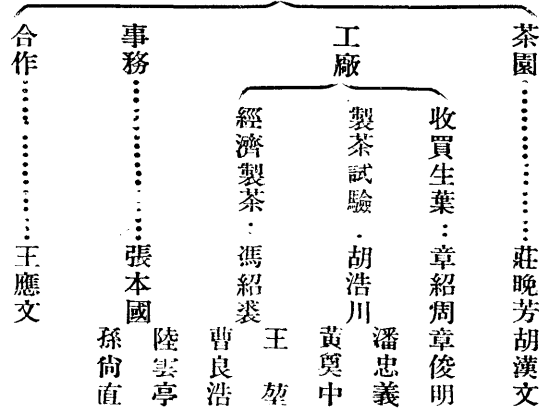 茶園……………莊晚芳胡漢文
工廠
收買生葉：章紹周章俊明
潘忠義
製茶試驗．胡浩川
黃奠中
王堃
經濟製茶．馮紹裘
曹良浩
陸雲亭
事務……………張本國
孫尙直
合作……………王應文